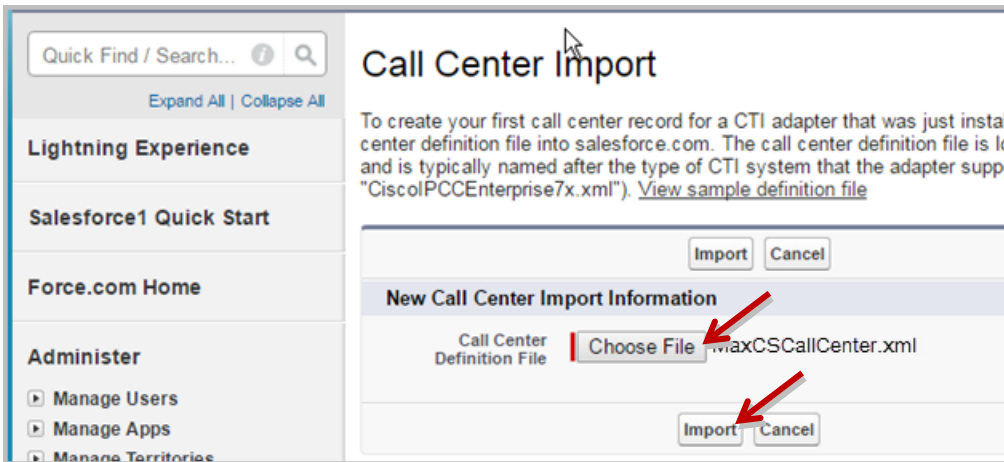 Quick Find / Search...
Expand All | Collapse All
Lightning Experience
Salesforce1 Quick Start
Force.com Home
Administer
Manage Users
Manage Apps
Manage Territories
Call Center Import
To create your first call center record for a CTI adapter that was just
center definition file into salesforce.com. The call center definition file is
and is typically named after the type of CTI system that the adapter
"CiscoIPCCEnterprise7x.xml"). View sample definition file
Import Cancel
New Call Center Import Information
Call Center
Definition File
Choose File MaxCSCallCenter.xml
Import Cancel